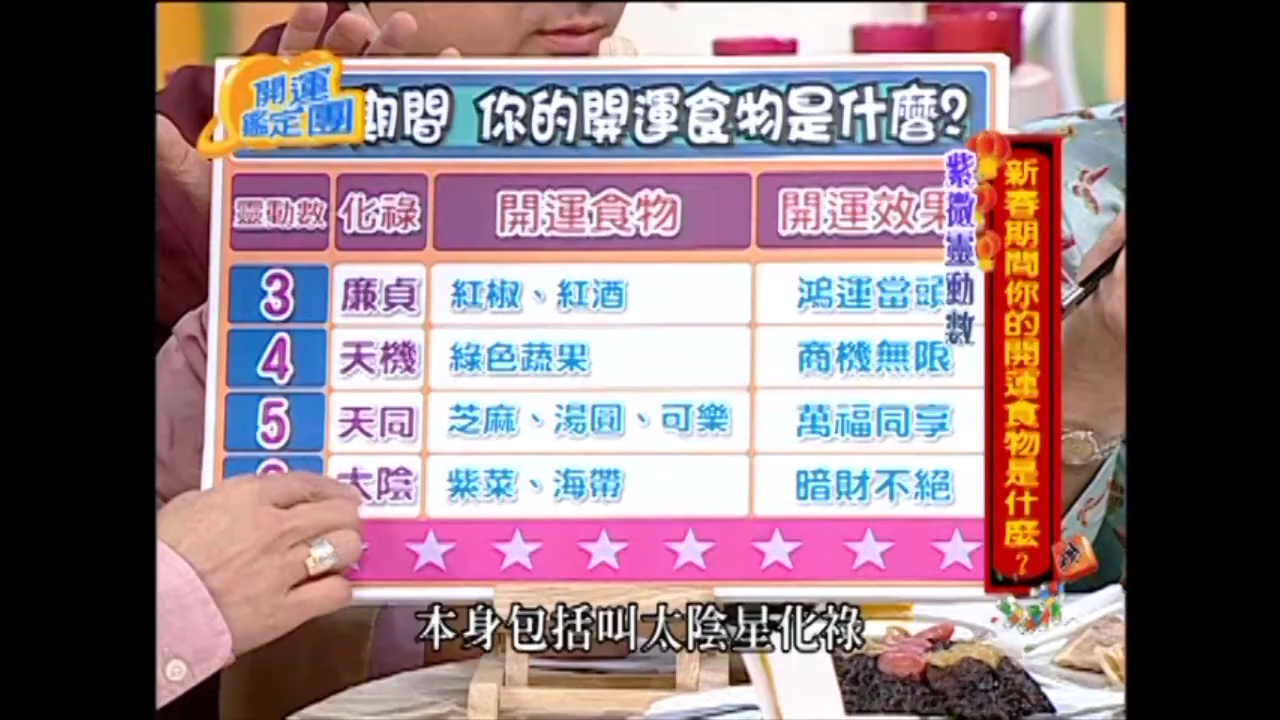 開運
鑑定團
期間 你的開運食物是什麼?
靈動數 化祿 開運食物 開運效果
3 廉貞 紅椒、紅酒 鴻運當頭
4 天機 綠色蔬果 商機無限
5 天同 芝麻、湯圓、可樂 萬福同享
太陰 紫菜、海帶 暗財不絕
紫微靈動數
新春期間你的開運食物是什麼?
本身包括叫太陰星化祿